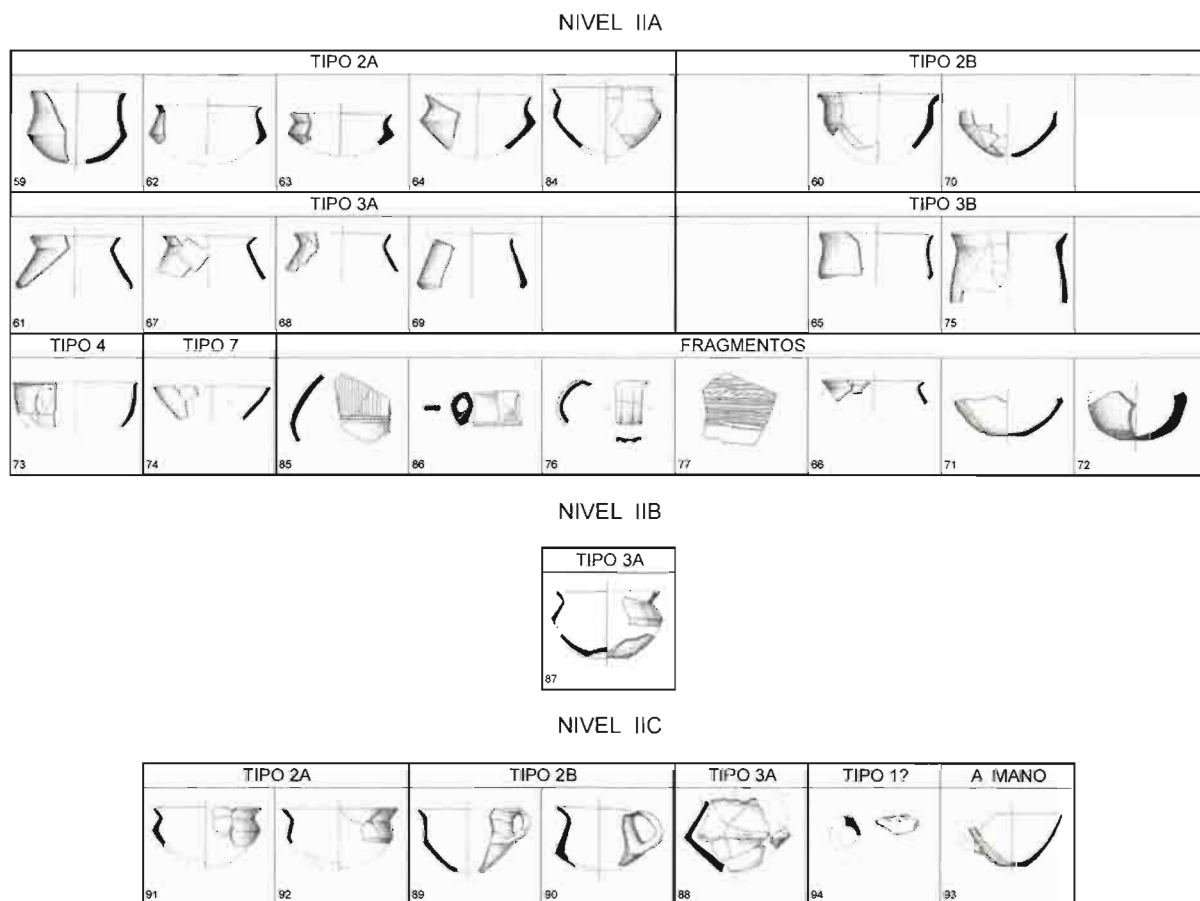 NIVEL IIA
TIPO 2A TIPO 2B
59 62 63 64 84 60 70
TIPO 3A TIPO 3B
61 67 68 69 65 75
TIPO 4 TIPO 7 FRAGMENTOS
73 74 85 86 76 77 66 71 72
NIVEL IIB
TIPO 3A
87
NIVEL IIC
TIPO 2A TIPO 2B TIPO 3A TIPO 1? A MANO
91 92 89 90 88 94 93